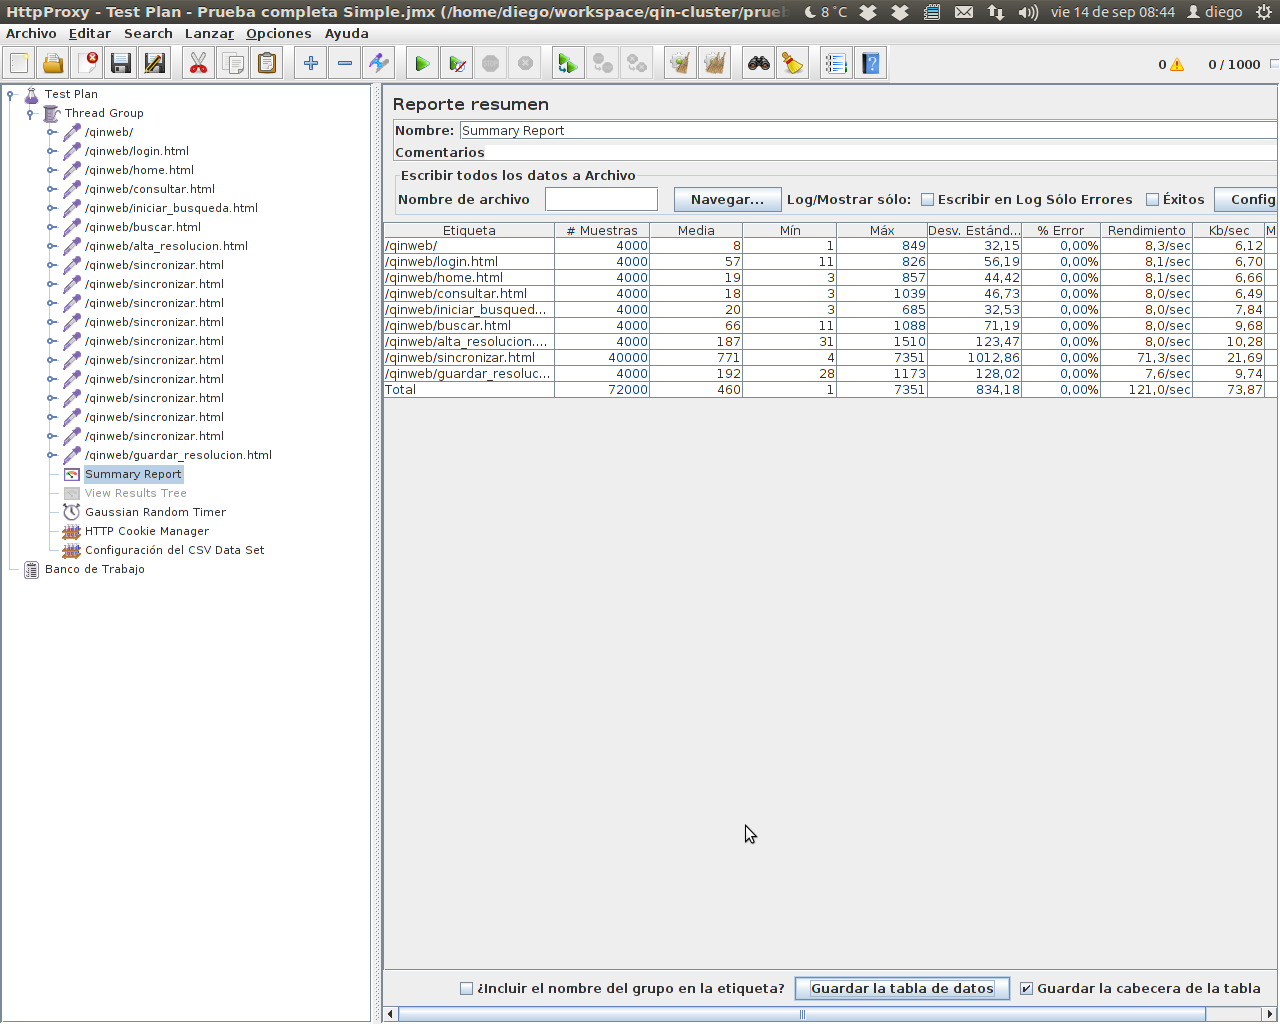 HttpProxy - Test Plan - Prueba completa Simple.jmx (/home/diego/workspace/qin-cluster/prueb 8°C vie 14 de sep 08:44 diego
Archivo Editar Search Lanzar Opciones Ayuda
0 0 / 1000
Test Plan
Thread Group
/qinweb/
/qinweb/login.html
/qinweb/home.html
/qinweb/consultar.html
/qinweb/iniciar_busqueda.html
/qinweb/buscar.html
/qinweb/alta_resolucion.html
/qinweb/sincronizar.html
/qinweb/sincronizar.html
/qinweb/sincronizar.html
/qinweb/sincronizar.html
/qinweb/sincronizar.html
/qinweb/sincronizar.html
/qinweb/sincronizar.html
/qinweb/sincronizar.html
/qinweb/sincronizar.html
/qinweb/sincronizar.html
/qinweb/guardar_resolucion.html
Summary Report
View Results Tree
Gaussian Random Timer
HTTP Cookie Manager
Configuración del CSV Data Set
Banco de Trabajo
Reporte resumen
Nombre: Summary Report
Comentarios
Escribir todos los datos a Archivo
Nombre de archivo Navegar... Log/Mostrar sólo: Escribir en Log Sólo Errores Éxitos Config
Etiqueta # Muestras Media Mín Máx Desv. Estánd... % Error Rendimiento Kb/sec M
/qinweb/ 4000 8 1 849 32,15 0,00% 8,3/sec 6,12
/qinweb/login.html 4000 57 11 826 56,19 0,00% 8,1/sec 6,70
/qinweb/home.html 4000 19 3 857 44,42 0,00% 8,1/sec 6,66
/qinweb/consultar.html 4000 18 3 1039 46,73 0,00% 8,0/sec 6,49
/qinweb/iniciar_busqued... 4000 20 3 685 32,53 0,00% 8,0/sec 7,84
/qinweb/buscar.html 4000 66 11 1088 71,19 0,00% 8,0/sec 9,68
/qinweb/alta_resolucion.... 4000 187 31 1510 123,47 0,00% 8,0/sec 10,28
/qinweb/sincronizar.html 40000 771 4 7351 1012,86 0,00% 71,3/sec 21,69
/qinweb/guardar_resoluc... 4000 192 28 1173 128,02 0,00% 7,6/sec 9,74
Total 72000 460 1 7351 834,18 0,00% 121,0/sec 73,87
¿Incluir el nombre del grupo en la etiqueta? Guardar la tabla de datos Guardar la cabecera de la tabla